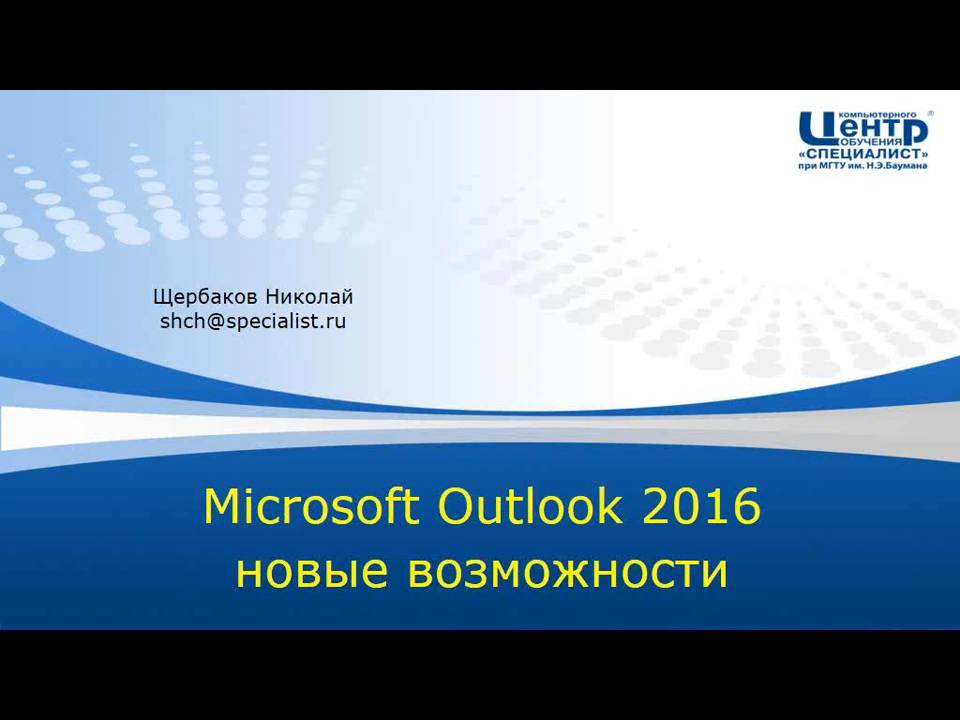 компьютерного
Центр ®
ОБУЧЕНИЯ
«СПЕЦИАЛИСТ»
при МГТУ им. Н.Э.Баумана
Щербаков Николай
shch@specialist.ru
Microsoft Outlook 2016
новые возможности